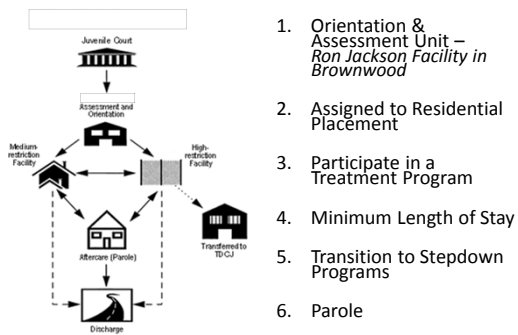 Juvenile Court
Assessment and
Orientation
Medium-
restriction
Facility
High-
restriction
Facility
Transferred to
TDCJ
Aftercare (Parole)
Discharge
1. Orientation &
Assessment Unit –
Ron Jackson Facility in
Brownwood
2. Assigned to Residential
Placement
3. Participate in a
Treatment Program
4. Minimum Length of Stay
5. Transition to Stepdown
Programs
6. Parole